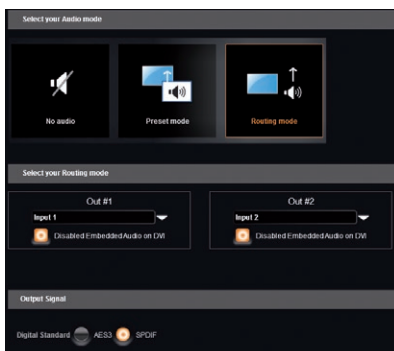 Select your Audio mode
No audio
Preset mode
Routing mode
Select your Routing mode
Out #1
Out #2
Input 1
Input 2
Disabled Embedded Audio on DVI
Disabled Embedded Audio on DVI
Output Signal
Digital Standard AES3 SPDIF